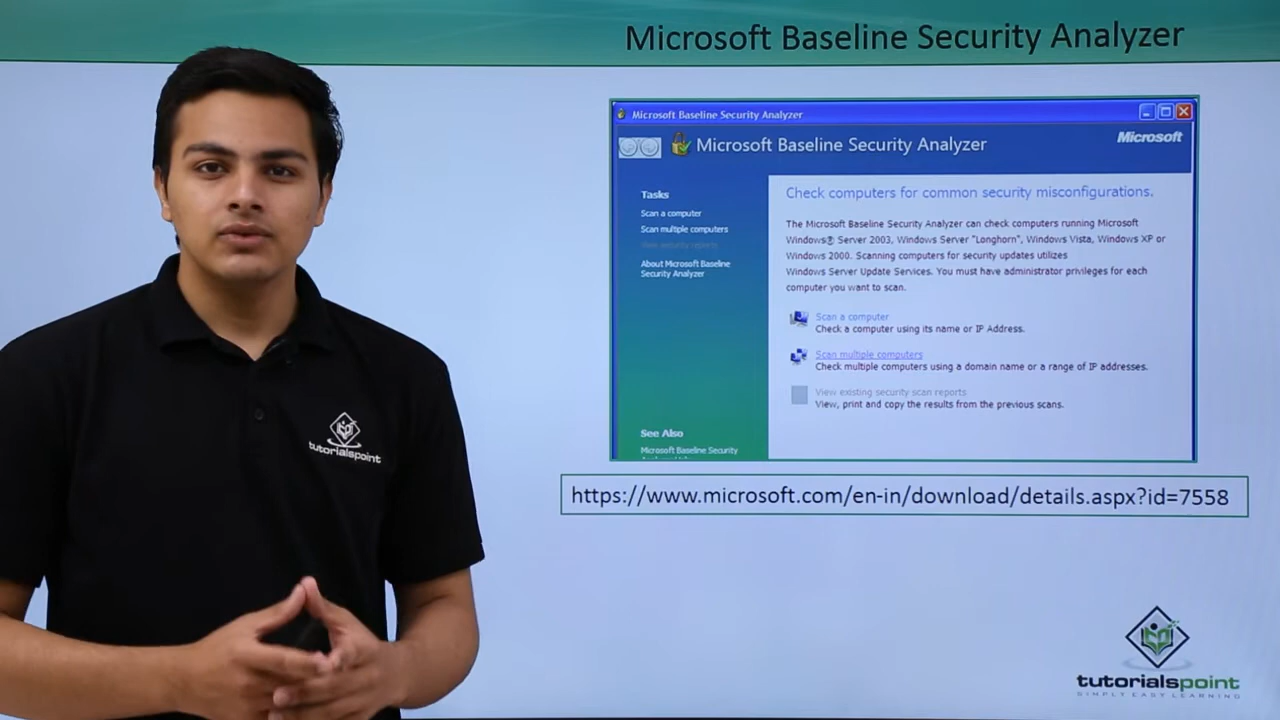 Microsoft Baseline Security Analyzer
Microsoft Baseline Security Analyzer
Microsoft Baseline Security Analyzer
Microsoft
Tasks
Scan a computer
Scan multiple computers
View security reports
About Microsoft Baseline
Security Analyzer
See Also
Microsoft Baseline Security
Check computers for common security misconfigurations.
The Microsoft Baseline Security Analyzer can check computers running Microsoft
Windows® Server 2003, Windows Server "Longhorn", Windows Vista, Windows XP or
Windows 2000. Scanning computers for security updates utilizes
Windows Server Update Services. You must have administrator privileges for each
computer you want to scan.
Scan a computer
Check a computer using its name or IP Address.
Scan multiple computers
Check multiple computers using a domain name or a range of IP addresses.
View existing security scan reports
View, print and copy the results from the previous scans.
https://www.microsoft.com/en-in/download/details.aspx?id=7558
tutorialspoint
tutorialspoint
SIMPLY EASY LEARNING